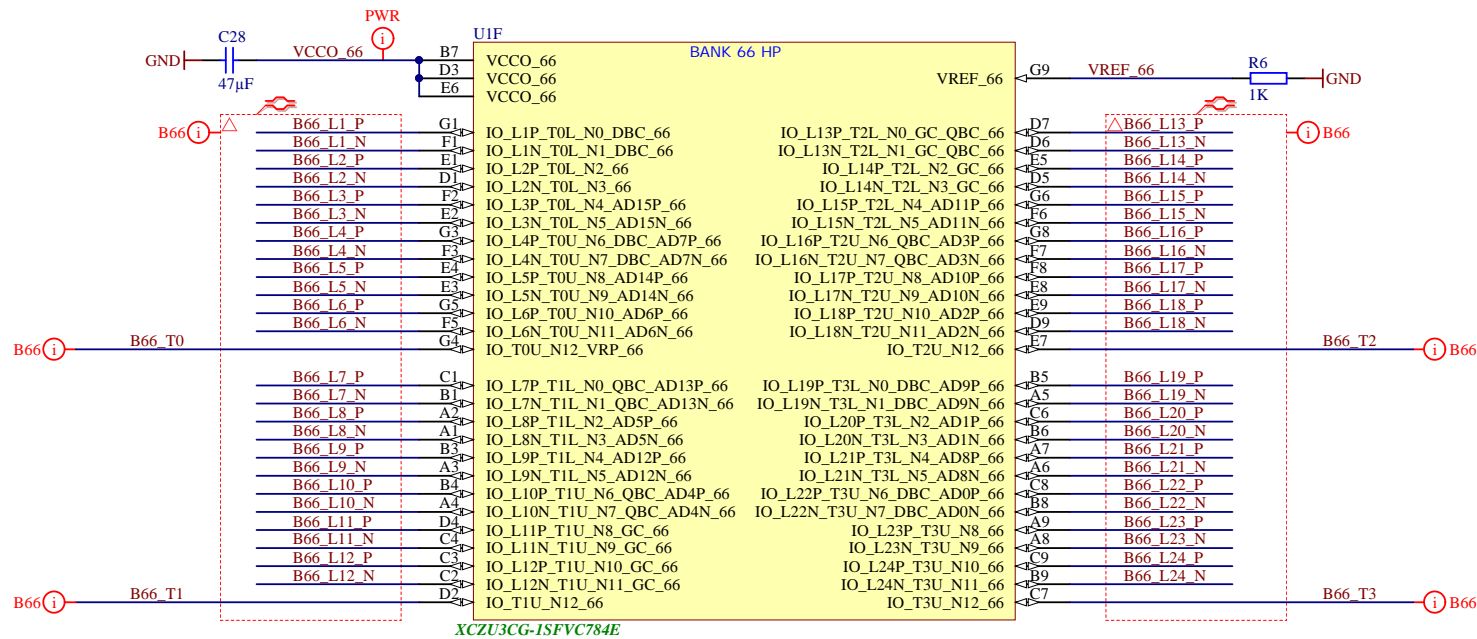 PWR
C28
U1F
BANK 66 HP
GND VCCO_66 B7 VCCO_66
47µF
D3 VCCO_66 VREF_66 G9 VREF_66 R6 GND
1K
E6 VCCO_66
B66 B66_L1_P G1 IO_L1P_T0L_N0_DBC_66 IO_L13P_T2L_N0_GC_QBC_66 D7 B66_L13_P B66
B66_L1_N F1 IO_L1N_T0L_N1_DBC_66 IO_L13N_T2L_N1_GC_QBC_66 D6 B66_L13_N
B66_L2_P E1 IO_L2P_T0L_N2_66 IO_L14P_T2L_N2_GC_66 E5 B66_L14_P
B66_L2_N D1 IO_L2N_T0L_N3_66 IO_L14N_T2L_N3_GC_66 D5 B66_L14_N
B66_L3_P F2 IO_L3P_T0L_N4_AD15P_66 IO_L15P_T2L_N4_AD11P_66 G6 B66_L15_P
B66_L3_N E2 IO_L3N_T0L_N5_AD15N_66 IO_L15N_T2L_N5_AD11N_66 F6 B66_L15_N
B66_L4_P G3 IO_L4P_T0U_N6_DBC_AD7P_66 IO_L16P_T2U_N6_QBC_AD3P_66 G8 B66_L16_P
B66_L4_N F3 IO_L4N_T0U_N7_DBC_AD7N_66 IO_L16N_T2U_N7_QBC_AD3N_66 F7 B66_L16_N
B66_L5_P E4 IO_L5P_T0U_N8_AD14P_66 IO_L17P_T2U_N8_AD10P_66 F8 B66_L17_P
B66_L5_N E3 IO_L5N_T0U_N9_AD14N_66 IO_L17N_T2U_N9_AD10N_66 E8 B66_L17_N
B66_L6_P G5 IO_L6P_T0U_N10_AD6P_66 IO_L18P_T2U_N10_AD2P_66 E9 B66_L18_P
B66_L6_N F5 IO_L6N_T0U_N11_AD6N_66 IO_L18N_T2U_N11_AD2N_66 D9 B66_L18_N
B66 B66_T0 G4 IO_T0U_N12_VRP_66 IO_T2U_N12_66 E7 B66_T2 B66
B66_L7_P C1 IO_L7P_T1L_N0_QBC_AD13P_66 IO_L19P_T3L_N0_DBC_AD9P_66 B5 B66_L19_P
B66_L7_N B1 IO_L7N_T1L_N1_QBC_AD13N_66 IO_L19N_T3L_N1_DBC_AD9N_66 A5 B66_L19_N
B66_L8_P A2 IO_L8P_T1L_N2_AD5P_66 IO_L20P_T3L_N2_AD1P_66 C6 B66_L20_P
B66_L8_N A1 IO_L8N_T1L_N3_AD5N_66 IO_L20N_T3L_N3_AD1N_66 B6 B66_L20_N
B66_L9_P B3 IO_L9P_T1L_N4_AD12P_66 IO_L21P_T3L_N4_AD8P_66 A7 B66_L21_P
B66_L9_N A3 IO_L9N_T1L_N5_AD12N_66 IO_L21N_T3L_N5_AD8N_66 A6 B66_L21_N
B66_L10_P B4 IO_L10P_T1U_N6_QBC_AD4P_66 IO_L22P_T3U_N6_DBC_AD0P_66 C8 B66_L22_P
B66_L10_N A4 IO_L10N_T1U_N7_QBC_AD4N_66 IO_L22N_T3U_N7_DBC_AD0N_66 B8 B66_L22_N
B66_L11_P D4 IO_L11P_T1U_N8_GC_66 IO_L23P_T3U_N8_66 A9 B66_L23_P
B66_L11_N C4 IO_L11N_T1U_N9_GC_66 IO_L23N_T3U_N9_66 A8 B66_L23_N
B66_L12_P C3 IO_L12P_T1U_N10_GC_66 IO_L24P_T3U_N10_66 C9 B66_L24_P
B66_L12_N C2 IO_L12N_T1U_N11_GC_66 IO_L24N_T3U_N11_66 B9 B66_L24_N
B66 B66_T1 D2 IO_T1U_N12_66 IO_T3U_N12_66 C7 B66_T3 B66
XCZU3CG-1SFVC784E